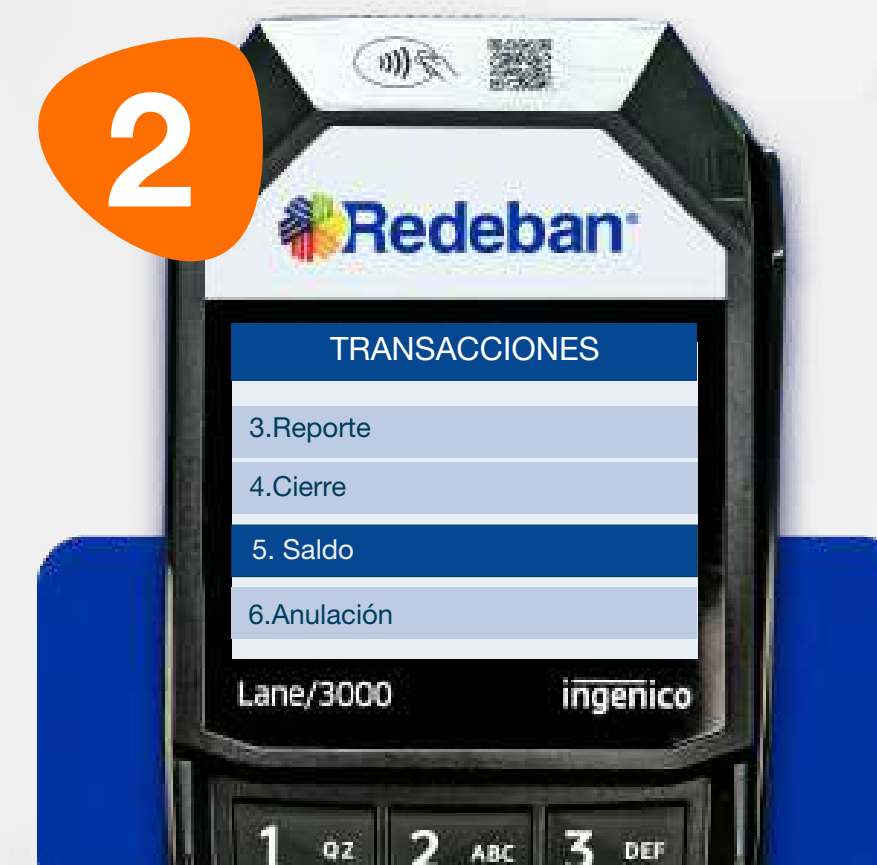 2
Redeban
TRANSACCIONES
3.Reporte
4.Cierre
5. Saldo
6.Anulación
Lane/3000 ingenico
1 QZ 2 ABC 3 DEF